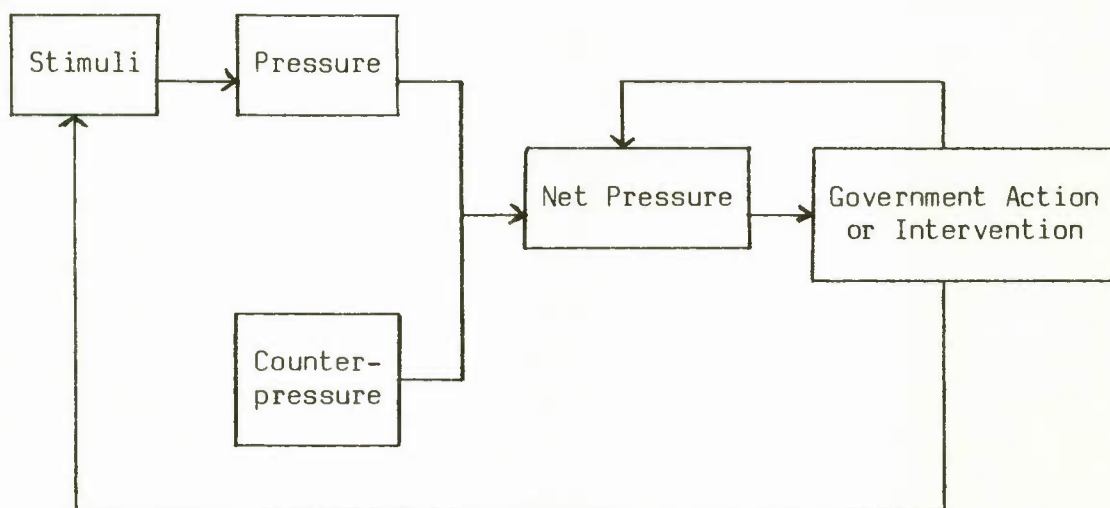 Stimuli
Pressure
Net Pressure
Government Action
or Intervention
Counter-
pressure